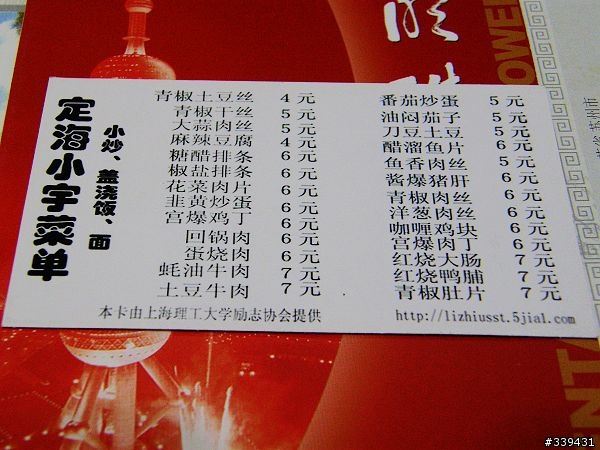 定海小宇菜单
小炒、盖浇饭、面
青椒土豆丝 4元
青椒干丝 5元
大蒜肉丝 5元
麻辣豆腐 4元
糖醋排条 6元
椒盐排条 6元
花菜肉片 6元
韭黄炒蛋 6元
宫爆鸡丁 6元
回锅肉 6元
蛋烧肉 6元
蚝油牛肉 7元
土豆牛肉 7元
番茄炒蛋 5元
油闷茄子 5元
刀豆土豆 5元
醋溜鱼片 6元
鱼香肉丝 5元
酱爆猪肝 6元
青椒肉丝 6元
洋葱肉丝 5元
咖喱鸡块 6元
宫爆肉丁 6元
红烧大肠 7元
红烧鸭脯 7元
青椒肚片 7元
本卡由上海理工大学励志协会提供
http://lizhiusst.5jial.com
#339431